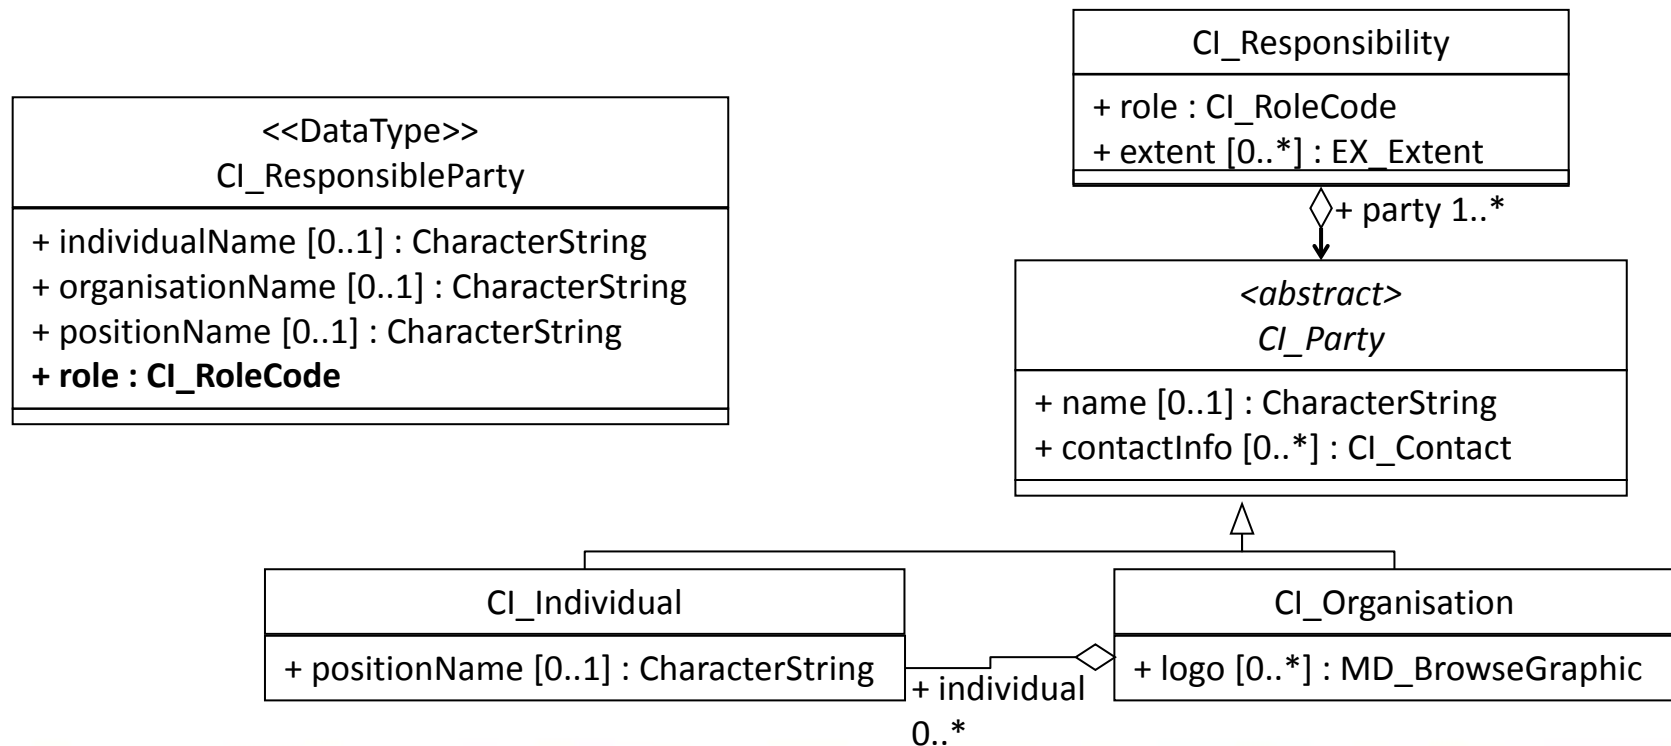 <<DataType>>
CI_ResponsibleParty
+ individualName [0..1] : CharacterString
+ organisationName [0..1] : CharacterString
+ positionName [0..1] : CharacterString
+ role : CI_RoleCode
CI_Responsibility
+ role : CI_RoleCode
+ extent [0..*] : EX_Extent
+ party 1..*
<abstract>
CI_Party
+ name [0..1] : CharacterString
+ contactInfo [0..*] : CI_Contact
CI_Individual
+ positionName [0..1] : CharacterString
+ individual
0..*
CI_Organisation
+ logo [0..*] : MD_BrowseGraphic